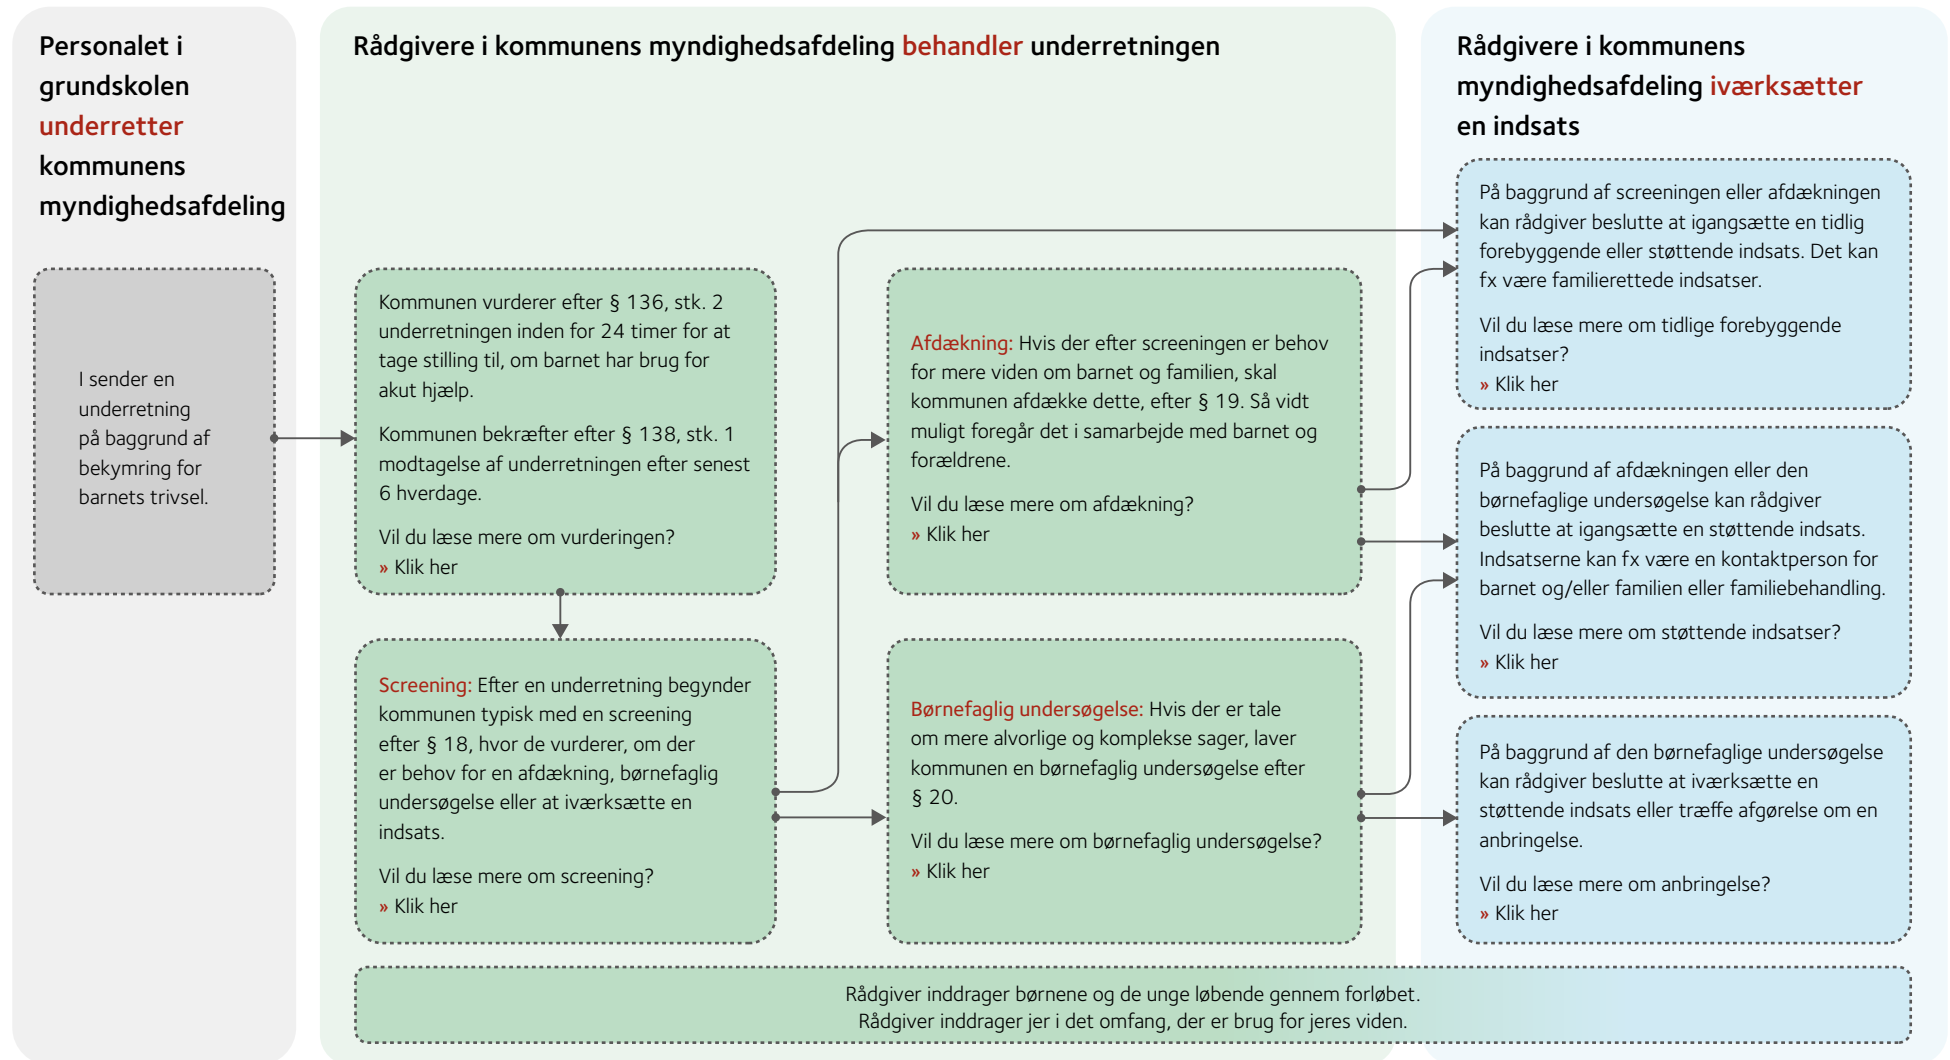 Personalet i
grundskolen
underretter
kommunens
myndighedsafdeling
I sender en
underretning
på baggrund af
bekymring for
barnets trivsel.
Rådgivere i kommunens myndighedsafdeling behandler underretningen
Kommunen vurderer efter § 136, stk. 2
underretningen inden for 24 timer for at
tage stilling til, om barnet har brug for
akut hjælp.
Kommunen bekræfter efter § 138, stk. 1
modtagelse af underretningen efter senest
6 hverdage.
Vil du læse mere om vurderingen?
» Klik her
Screening: Efter en underretning begynder
kommunen typisk med en screening
efter § 18, hvor de vurderer, om der
er behov for en afdækning, børnefaglig
undersøgelse eller at iværksætte en
indsats.
Vil du læse mere om screening?
» Klik her
Afdækning: Hvis der efter screeningen er behov
for mere viden om barnet og familien, skal
kommunen afdække dette, efter § 19. Så vidt
muligt foregår det i samarbejde med barnet og
forældrene.
Vil du læse mere om afdækning?
» Klik her
Børnefaglig undersøgelse: Hvis der er tale
om mere alvorlige og komplekse sager, laver
kommunen en børnefaglig undersøgelse efter
§ 20.
Vil du læse mere om børnefaglig undersøgelse?
» Klik her
Rådgivere i kommunens
myndighedsafdeling iværksætter
en indsats
På baggrund af screeningen eller afdækningen
kan rådgiver beslutte at igangsætte en tidlig
forebyggende eller støttende indsats. Det kan
fx være familierettede indsatser.
Vil du læse mere om tidlige forebyggende
indsatser?
» Klik her
På baggrund af afdækningen eller den
børnefaglige undersøgelse kan rådgiver
beslutte at igangsætte en støttende indsats.
Indsatserne kan fx være en kontaktperson for
barnet og/eller familien eller familiebehandling.
Vil du læse mere om støttende indsatser?
» Klik her
På baggrund af den børnefaglige undersøgelse
kan rådgiver beslutte at iværksætte en
støttende indsats eller træffe afgørelse om en
anbringelse.
Vil du læse mere om anbringelse?
» Klik her
Rådgiver inddrager børnene og de unge løbende gennem forløbet.
Rådgiver inddrager jer i det omfang, der er brug for jeres viden.